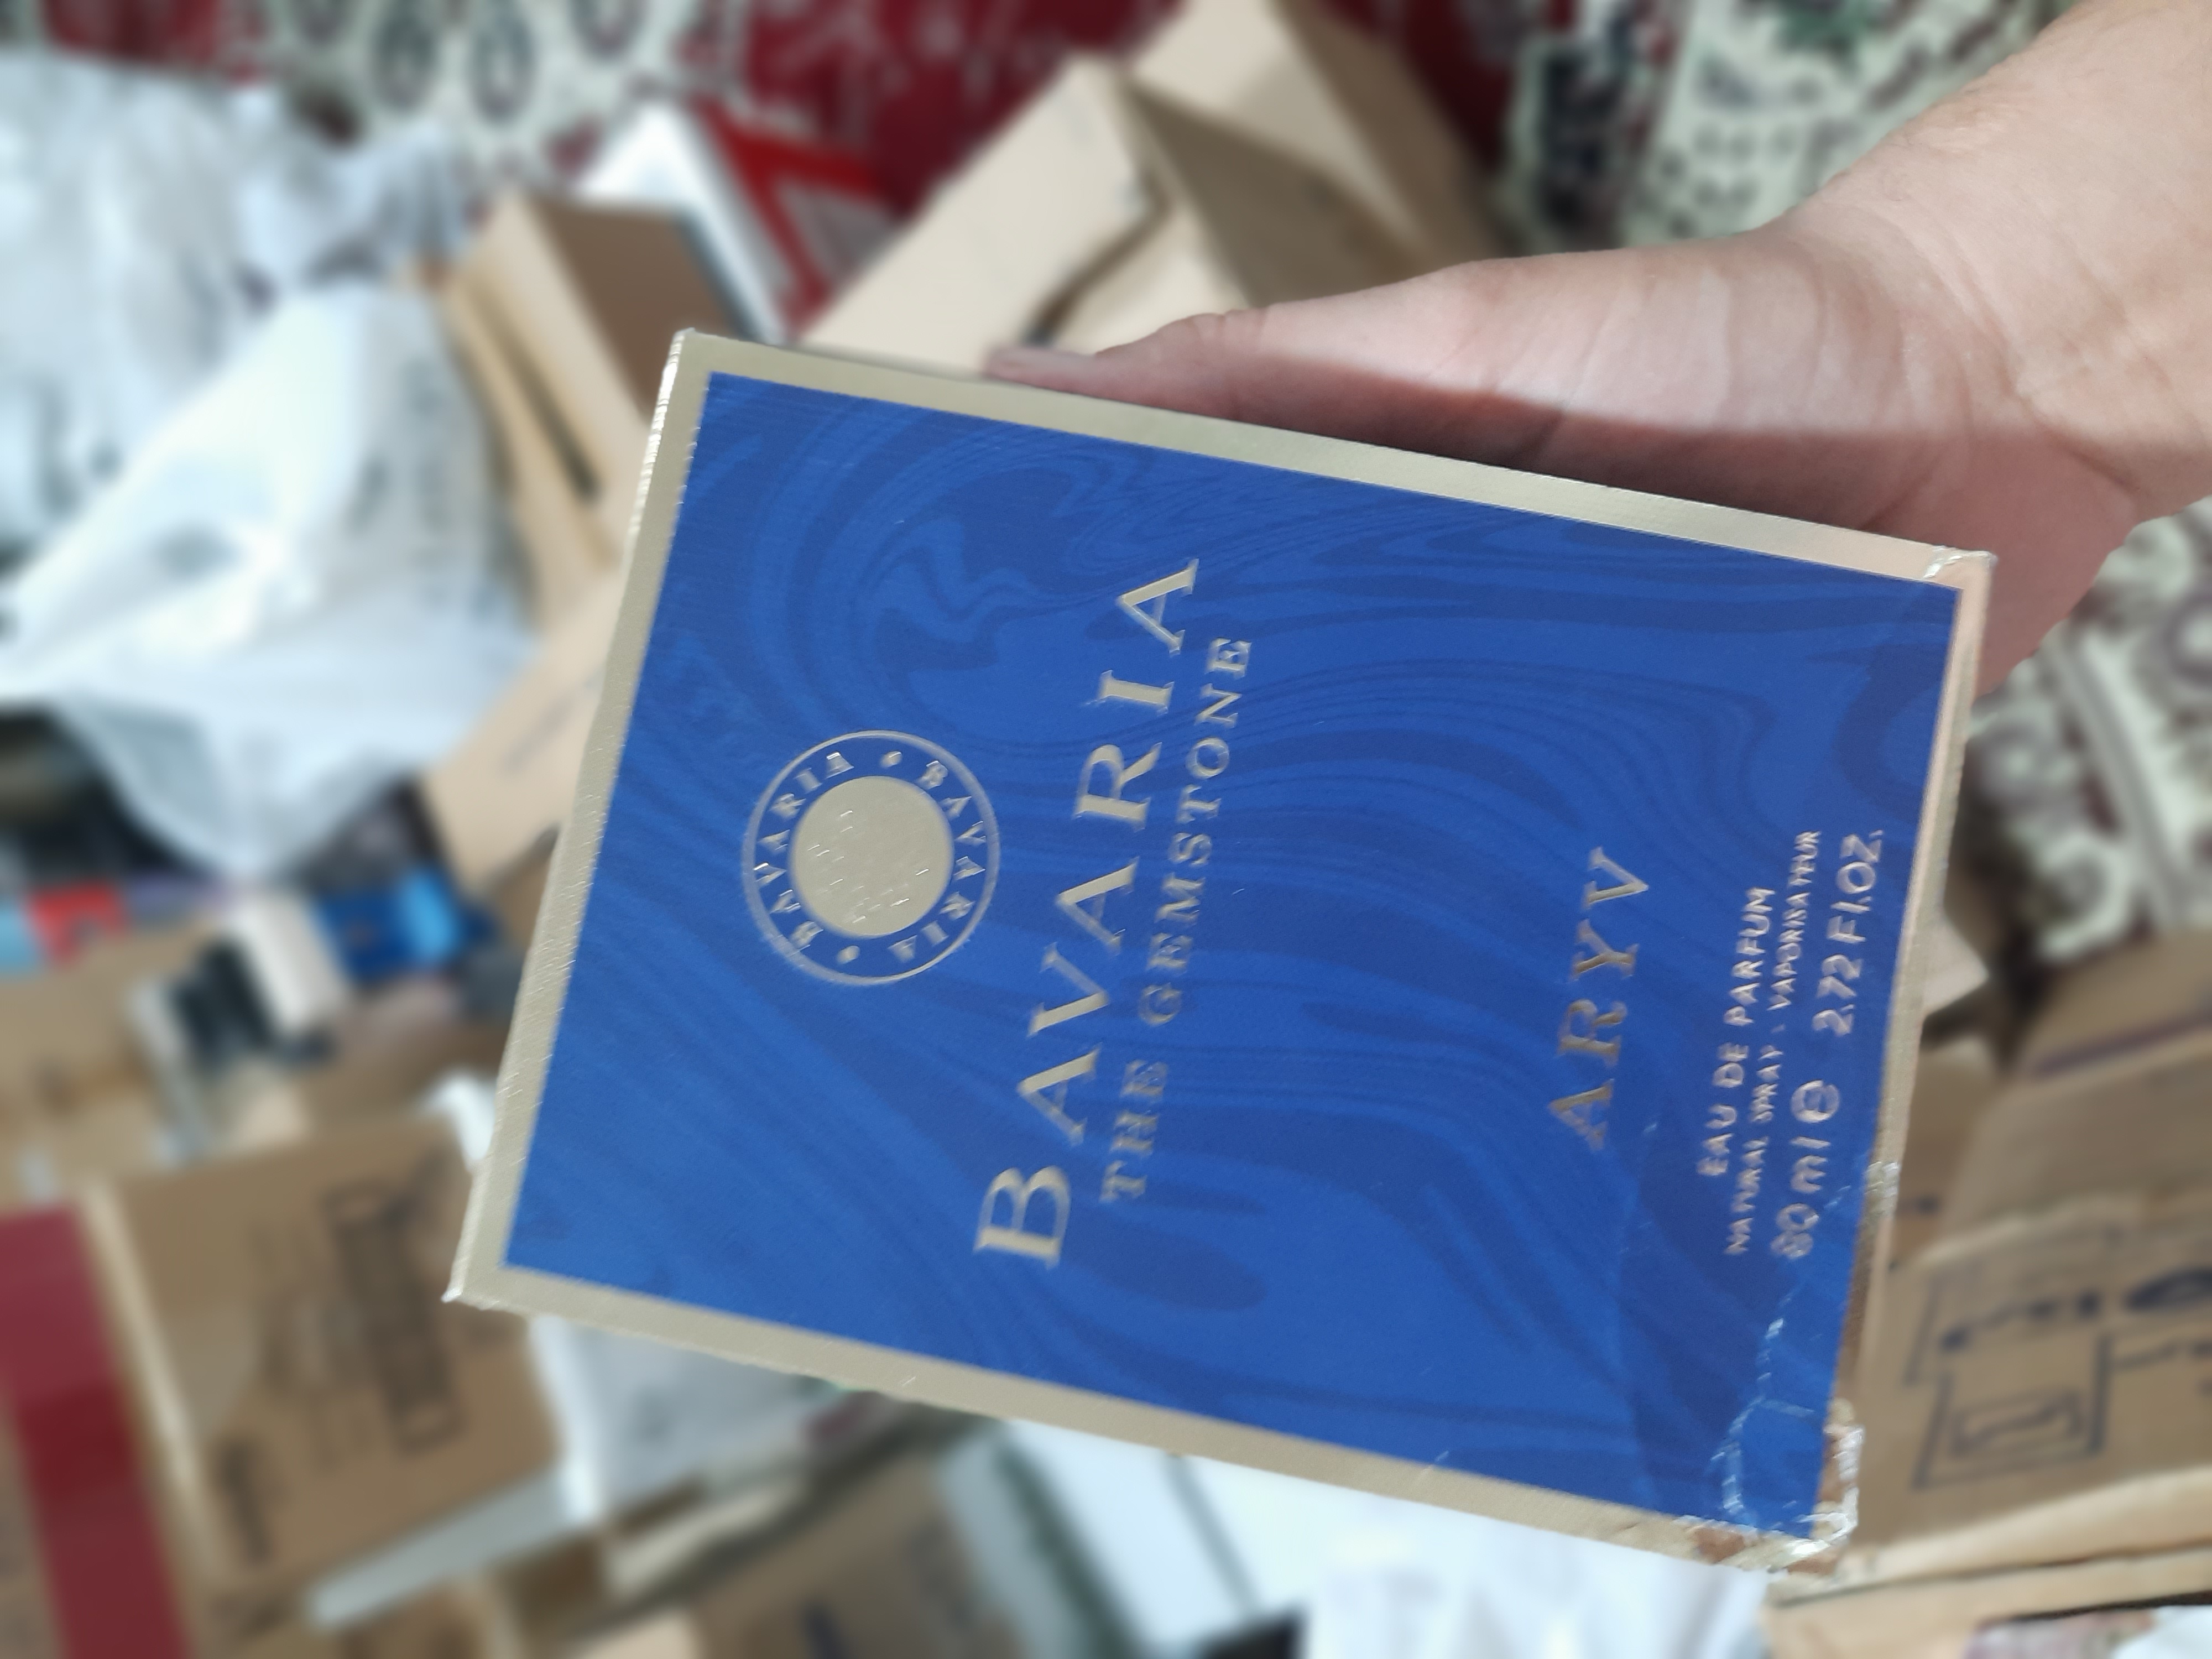 BAVARIA • BAVARIA •
BAVARIA
THE GEMSTONE
ARYV
EAU DE PARFUM
NATURAL SPRAY - VAPORISATEUR
80 ml e 2.72 Fl.OZ.